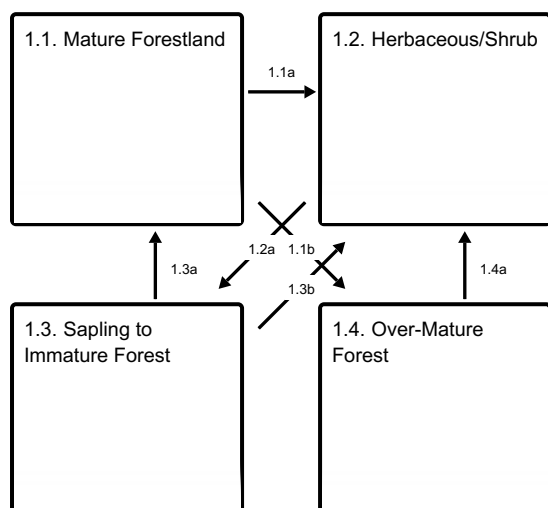 1.1. Mature Forestland
1.2. Herbaceous/Shrub
1.1a
1.2a
1.1b
1.3a
1.4a
1.3b
1.3. Sapling to
Immature Forest
1.4. Over-Mature
Forest